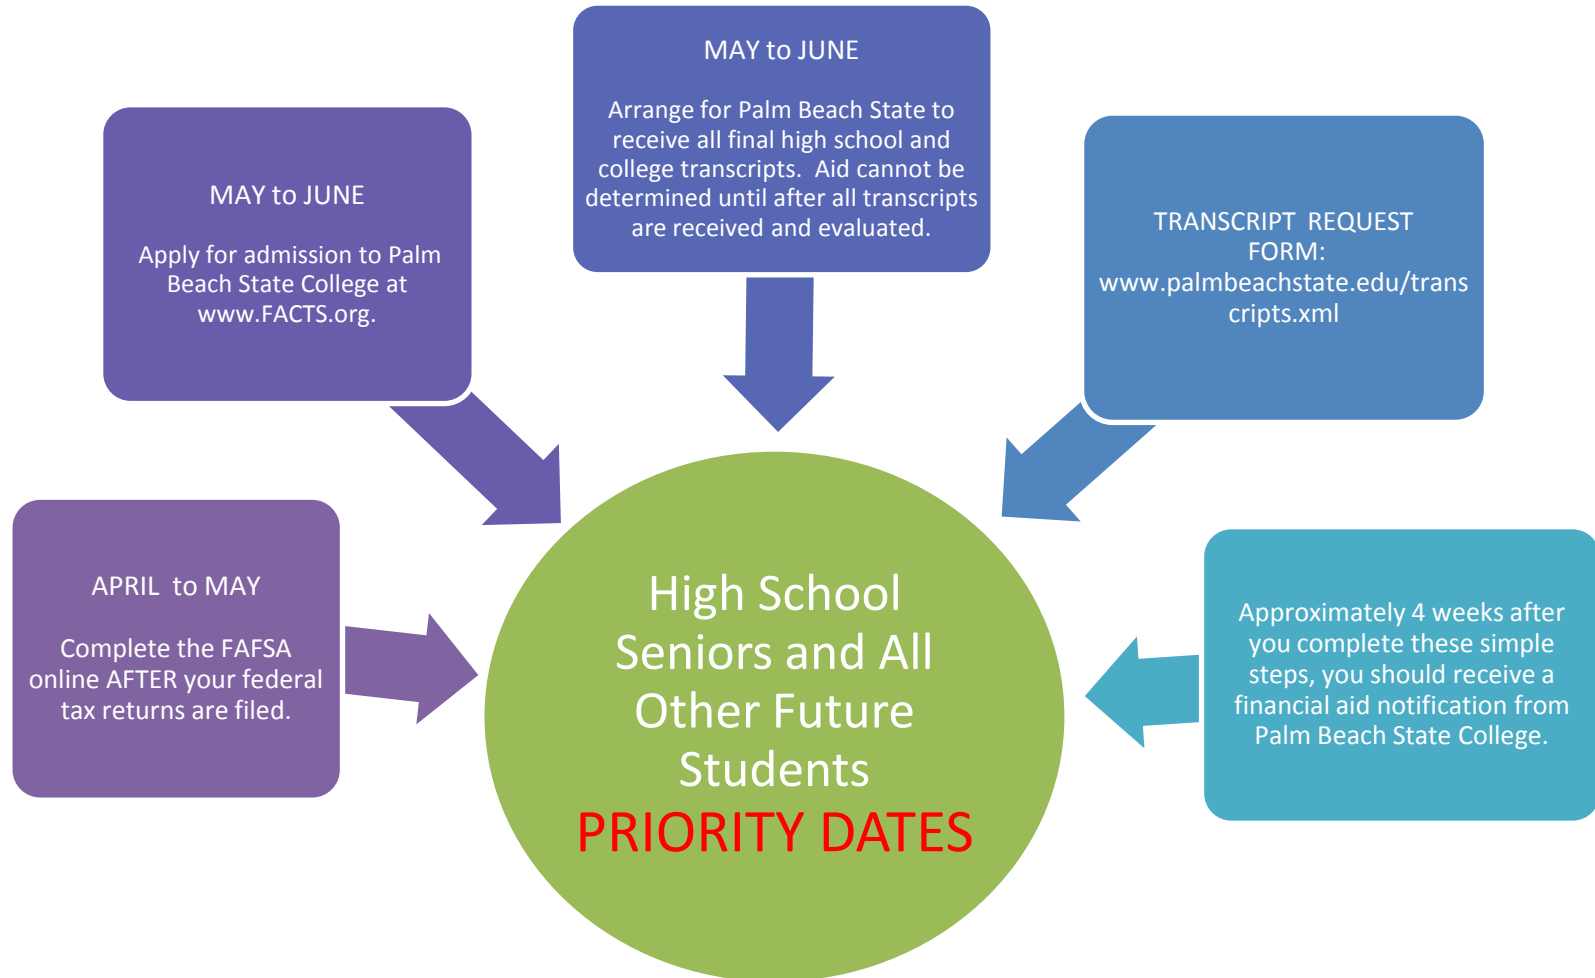 APRIL  to MAY
Complete the FAFSA
online AFTER your federal
tax returns are filed.
MAY to JUNE
Apply for admission to Palm
Beach State College at
www.FACTS.org.
MAY to JUNE
Arrange for Palm Beach State to
receive all final high school and
college transcripts.  Aid cannot be
determined until after all transcripts
are received and evaluated.
TRANSCRIPT  REQUEST
FORM:
www.palmbeachstate.edu/trans
cripts.xml
Approximately 4 weeks after
you complete these simple
steps, you should receive a
financial aid notification from
Palm Beach State College.
High School
Seniors and All
Other Future
Students
PRIORITY DATES